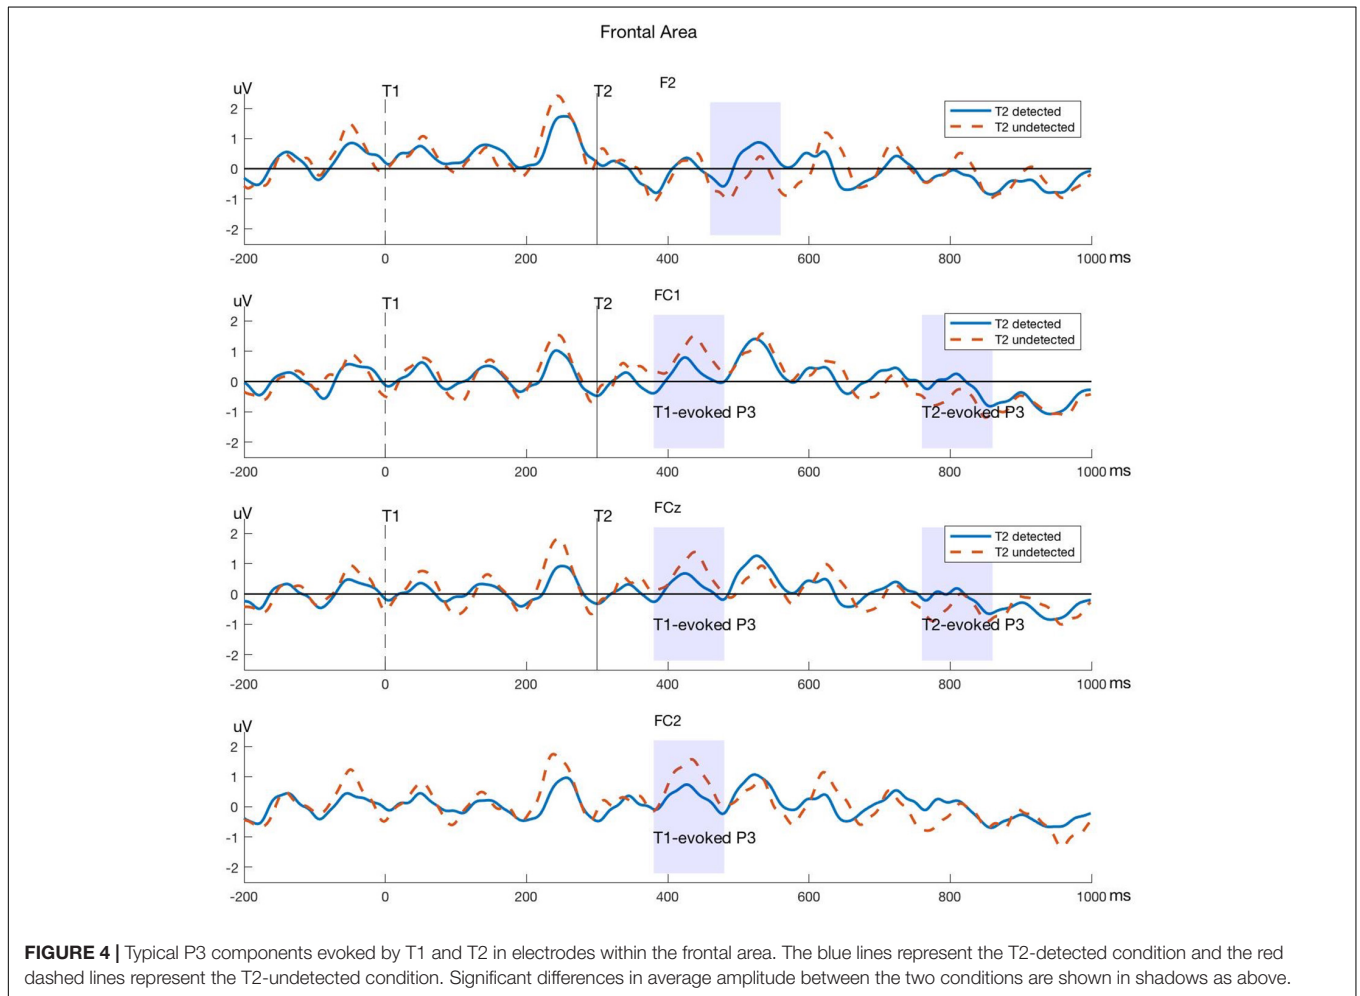 Frontal Area
uV
T1
T2
F2
T2 detected
T2 undetected
2
1
0
-1
-2
-200
0
200
400
600
800
1000 ms
uV
T1
T2
FC1
T2 detected
T2 undetected
2
1
0
-1
-2
T1-evoked P3
T2-evoked P3
-200
0
200
400
600
800
1000 ms
uV
T1
T2
FCz
T2 detected
T2 undetected
2
1
0
-1
-2
T1-evoked P3
T2-evoked P3
-200
0
200
400
600
800
1000 ms
uV
FC2
2
1
0
-1
-2
T1-evoked P3
-200
0
200
400
600
800
1000 ms
FIGURE 4 | Typical P3 components evoked by T1 and T2 in electrodes within the frontal area. The blue lines represent the T2-detected condition and the red
dashed lines represent the T2-undetected condition. Significant differences in average amplitude between the two conditions are shown in shadows as above.